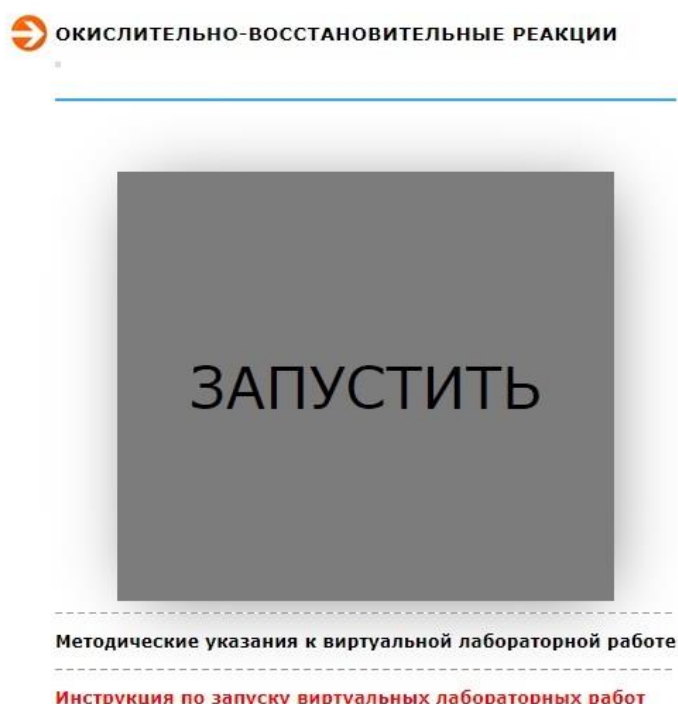 ОКИСЛИТЕЛЬНО-ВОССТАНОВИТЕЛЬНЫЕ РЕАКЦИИ
ЗАПУСТИТЬ
Методические указания к виртуальной лабораторной работе
Инструкция по запуску виртуальных лабораторных работ